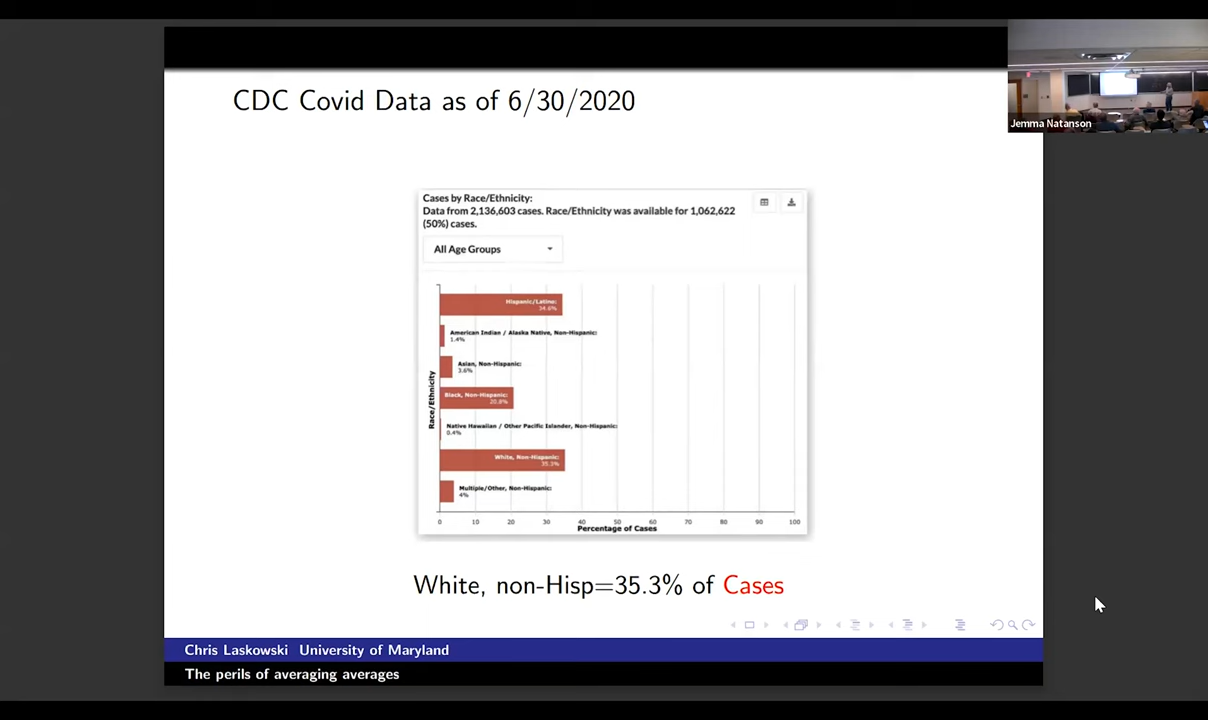 CDC Covid Data as of 6/30/2020
Jemma Natanson
Cases by Race/Ethnicity:
Data from 2,136,603 cases. Race/Ethnicity was available for 1,062,622
(50%) cases.
All Age Groups
Hispanic/Latino:
34.6%
American Indian / Alaska Native, Non-Hispanic:
1.4%
Asian, Non-Hispanic:
3.6%
Black, Non-Hispanic:
20.8%
Native Hawaiian / Other Pacific Islander, Non-Hispanic:
0.4%
White, Non-Hispanic:
35.3%
Multiple/Other, Non-Hispanic:
4%
Race/Ethnicity
0 10 20 30 40 50 60 70 80 90 100
Percentage of Cases
White, non-Hisp=35.3% of Cases
Chris Laskowski University of Maryland
The perils of averaging averages